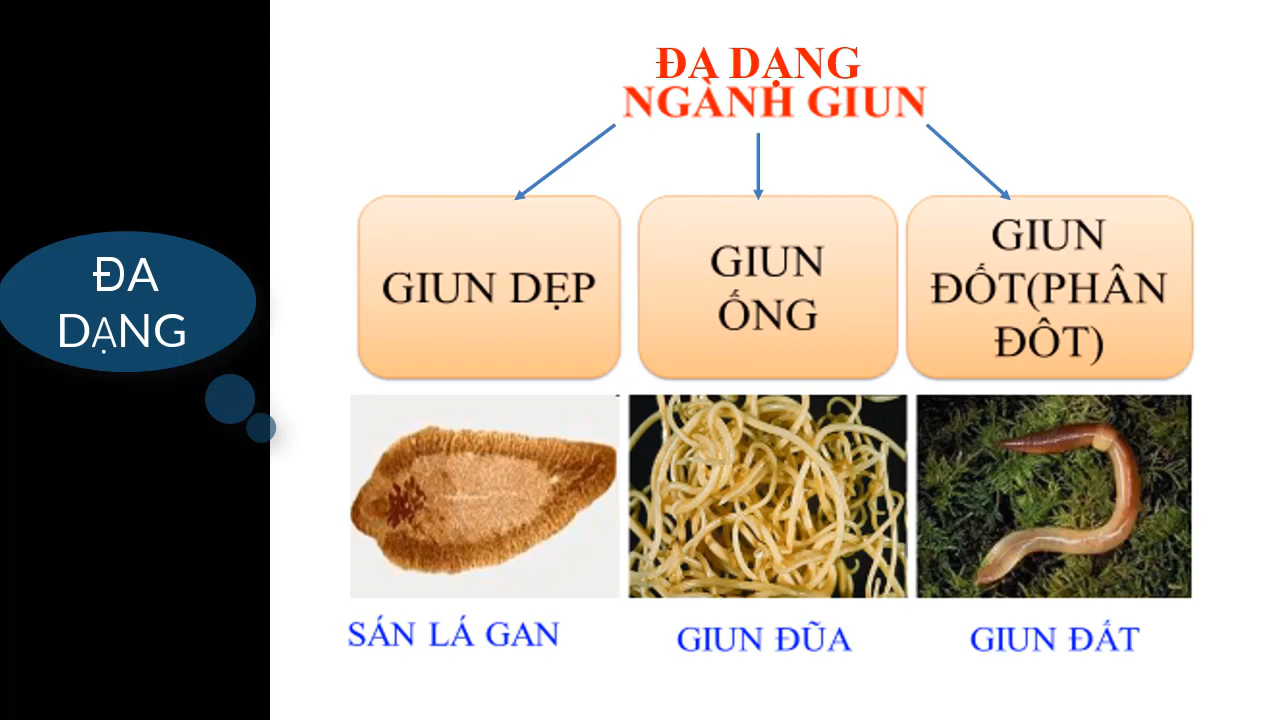 ĐA DẠNG
NGÀNH GIUN
ĐA
DẠNG
GIUN DẸP
GIUN
ỐNG
GIUN
ĐỐT(PHÂN
ĐÔT)
SÁN LÁ GAN
GIUN ĐŨA
GIUN ĐẤT